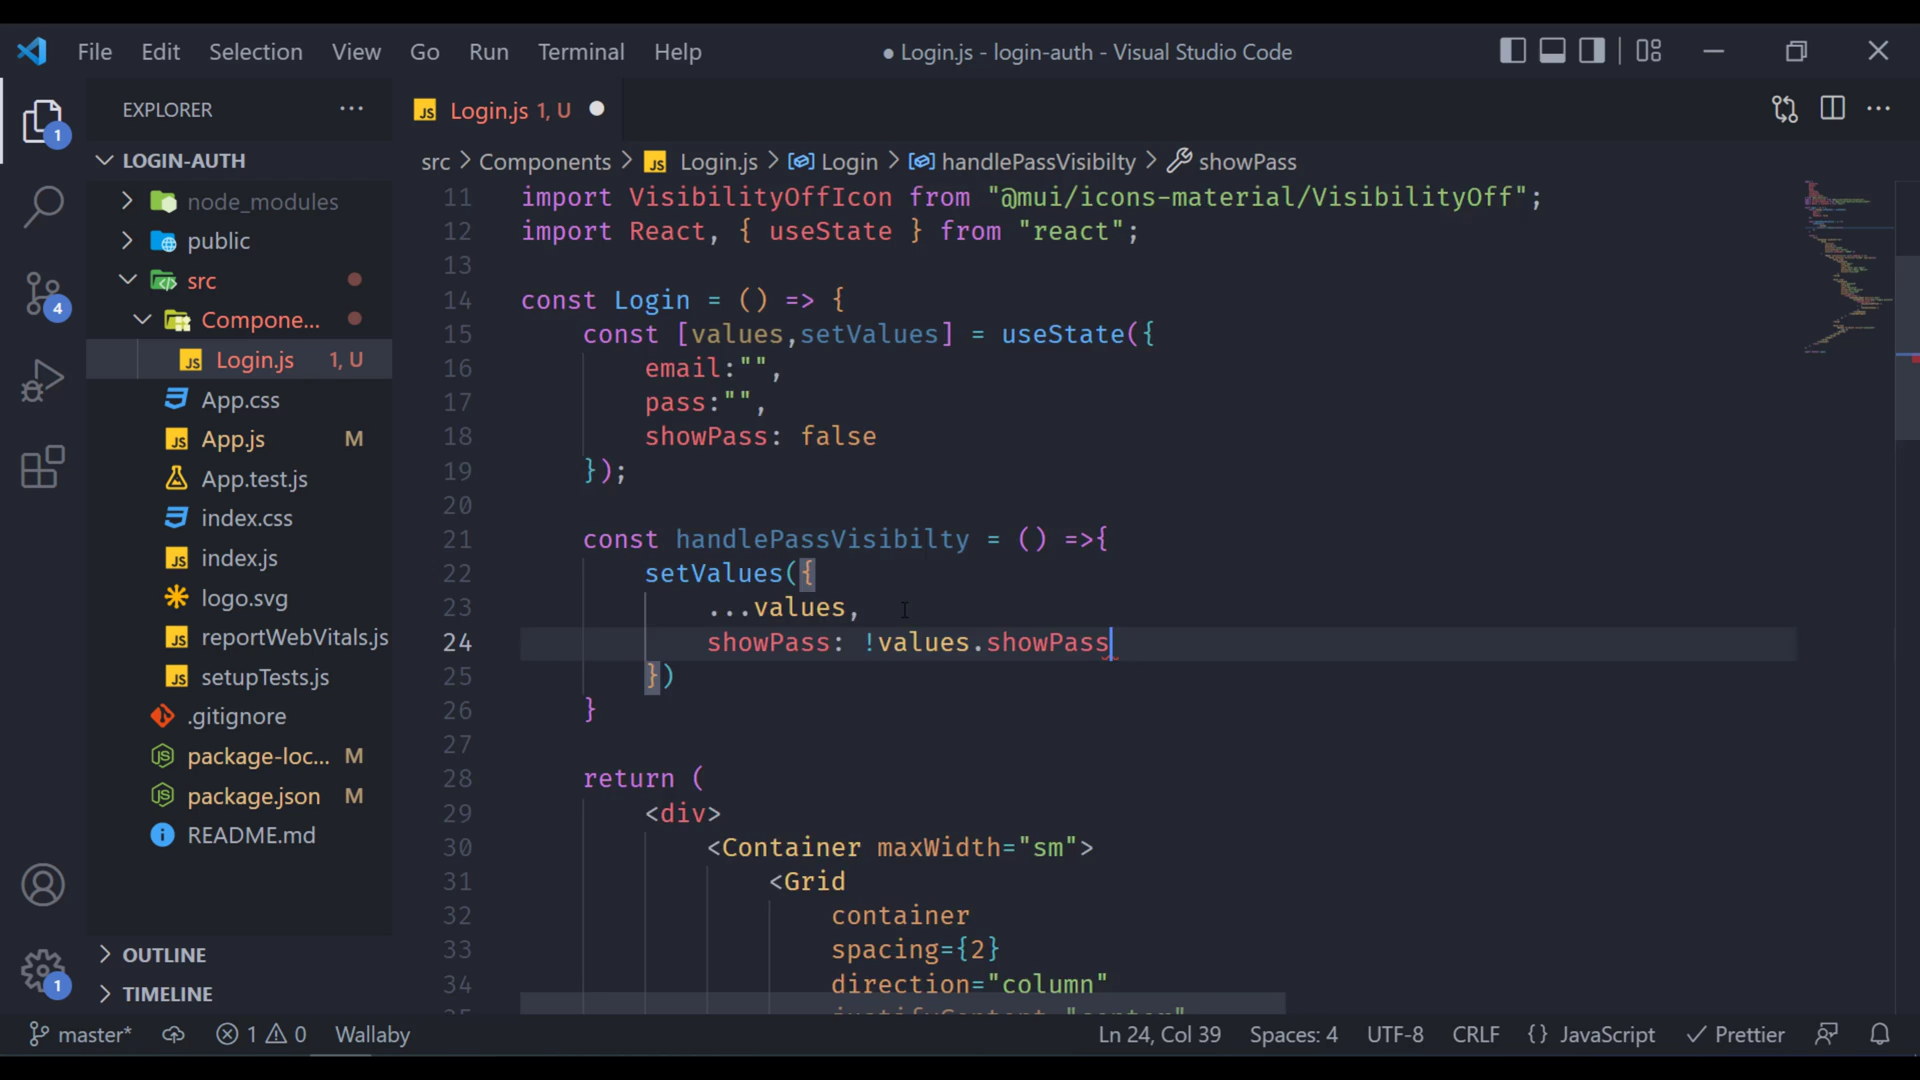 File Edit Selection View Go Run Terminal Help
● Login.js - login-auth - Visual Studio Code
EXPLORER
LOGIN-AUTH
node_modules
public
src
Compone...
Login.js 1, U
App.css
App.js M
App.test.js
index.css
index.js
logo.svg
reportWebVitals.js
setupTests.js
.gitignore
package-loc... M
package.json M
README.md
OUTLINE
TIMELINE
1
4
1
JS Login.js 1, U
src > Components > JS Login.js > Login > handlePassVisibilty > showPass
11 import VisibilityOffIcon from "@mui/icons-material/VisibilityOff";
12 import React, { useState } from "react";
13
14 const Login = () => {
15 const [values,setValues] = useState({
16 email:"",
17 pass:"",
18 showPass: false
19 });
20
21 const handlePassVisibilty = () =>{
22 setValues({
23 ...values,
24 showPass: !values.showPass
25 })
26 }
27
28 return (
29 <div>
30 <Container maxWidth="sm">
31 <Grid
32 container
33 spacing={2}
34 direction="column"
master* 1 0 Wallaby Ln 24, Col 39 Spaces: 4 UTF-8 CRLF {} JavaScript Prettier